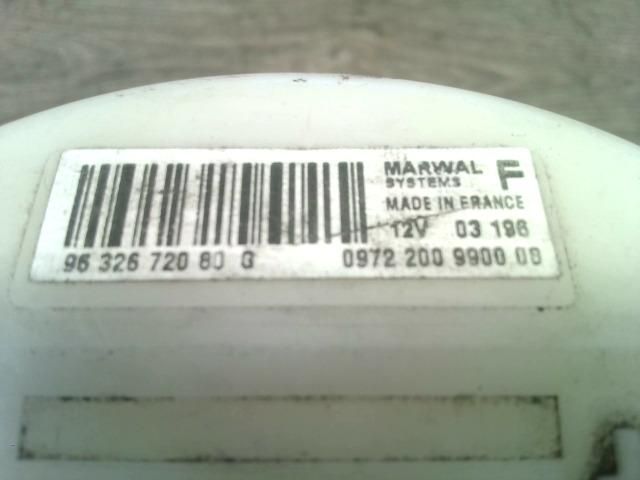 MARWAL F
SYSTEMS
MADE IN FRANCE
12V 03 196
96 326 720 80 G 0972 200 9900 08